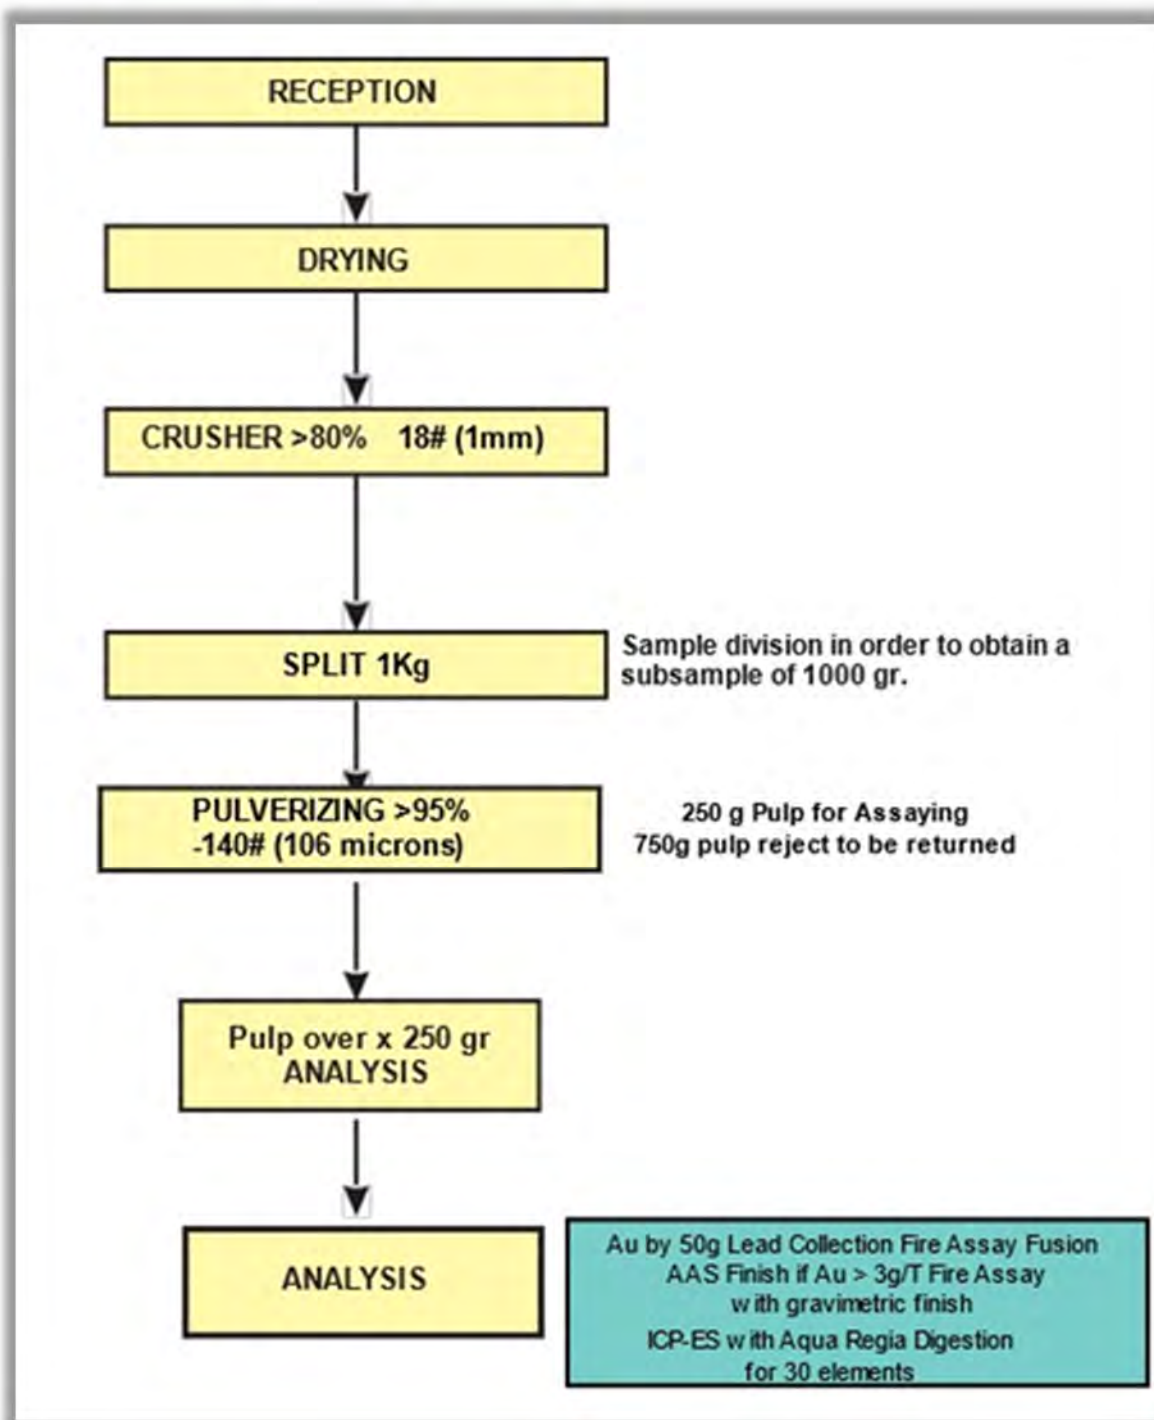 RECEPTION
DRYING
CRUSHER >80% 18# (1mm)
SPLIT 1Kg
Sample division in order to obtain a
subsample of 1000 gr.
PULVERIZING >95%
-140# (106 microns)
250 g Pulp for Assaying
750g pulp reject to be returned
Pulp over x 250 gr
ANALYSIS
ANALYSIS
Au by 50g Lead Collection Fire Assay Fusion
AAS Finish if Au > 3g/T Fire Assay
with gravimetric finish
ICP-ES with Aqua Regia Digestion
for 30 elements